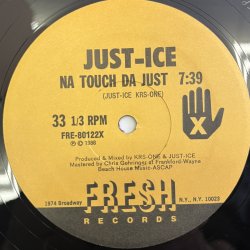 JUST-ICE
NA TOUCH DA JUST 7:39
(JUST-ICE KRS-ONE)
33 1/3 RPM
FRE-80122X
℗ © 1988
X
Produced & Mixed by KRS-ONE & JUST-ICE
Mastered by Chris Gehringer at Frankford-Wayne
Beach House Music-ASCAP
FRESH
1974 Broadway
N.Y., N.Y. 10023
RECORDS